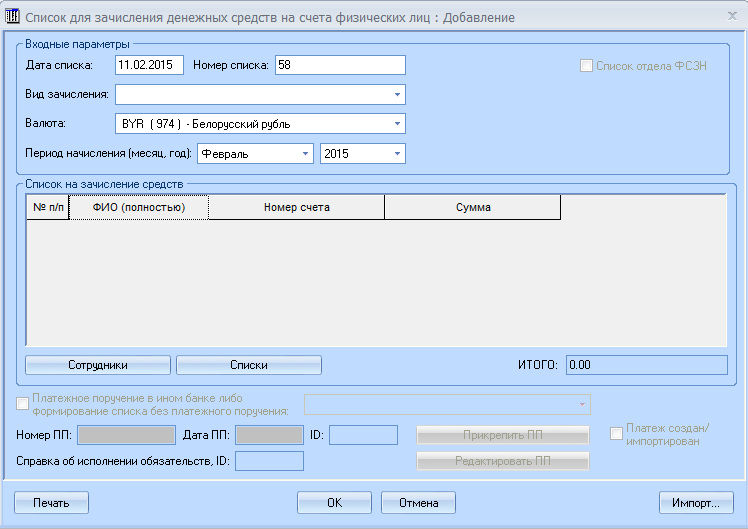 Список для зачисления денежных средств на счета физических лиц : Добавление
Входные параметры
Дата списка: 11.02.2015 Номер списка: 58 Список отдела ФСЗН
Вид зачисления:
Валюта: BYR ( 974 ) - Белорусский рубль
Период начисления (месяц, год): Февраль 2015
Список на зачисление средств
№ п/п ФИО (полностью) Номер счета Сумма
Сотрудники Списки ИТОГО: 0.00
Платежное поручение в ином банке либо
формирование списка без платежного поручения:
Номер ПП: Дата ПП: ID: Прикрепить ПП Платеж создан/
импортирован
Справка об исполнении обязательств, ID: Редактировать ПП
Печать OK Отмена Импорт...